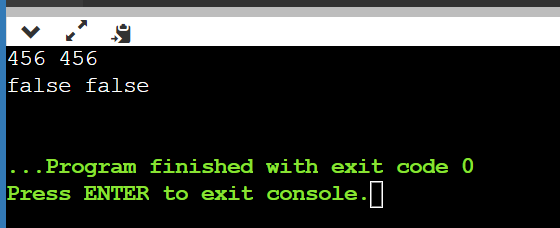 456 456
false false
...Program finished with exit code 0
Press ENTER to exit console.